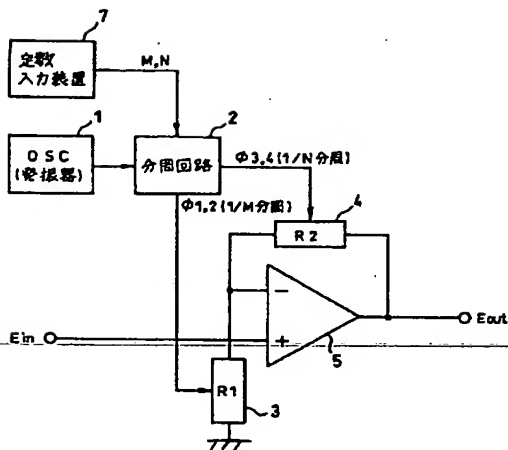 7
定数
入力装置
M,N
1
2
OSC
(発振器)
分周回路
Φ3,4(1/N分周)
Φ1,2(1/M分周)
4
R2
−
Ein
+
Eout
5
R1
3